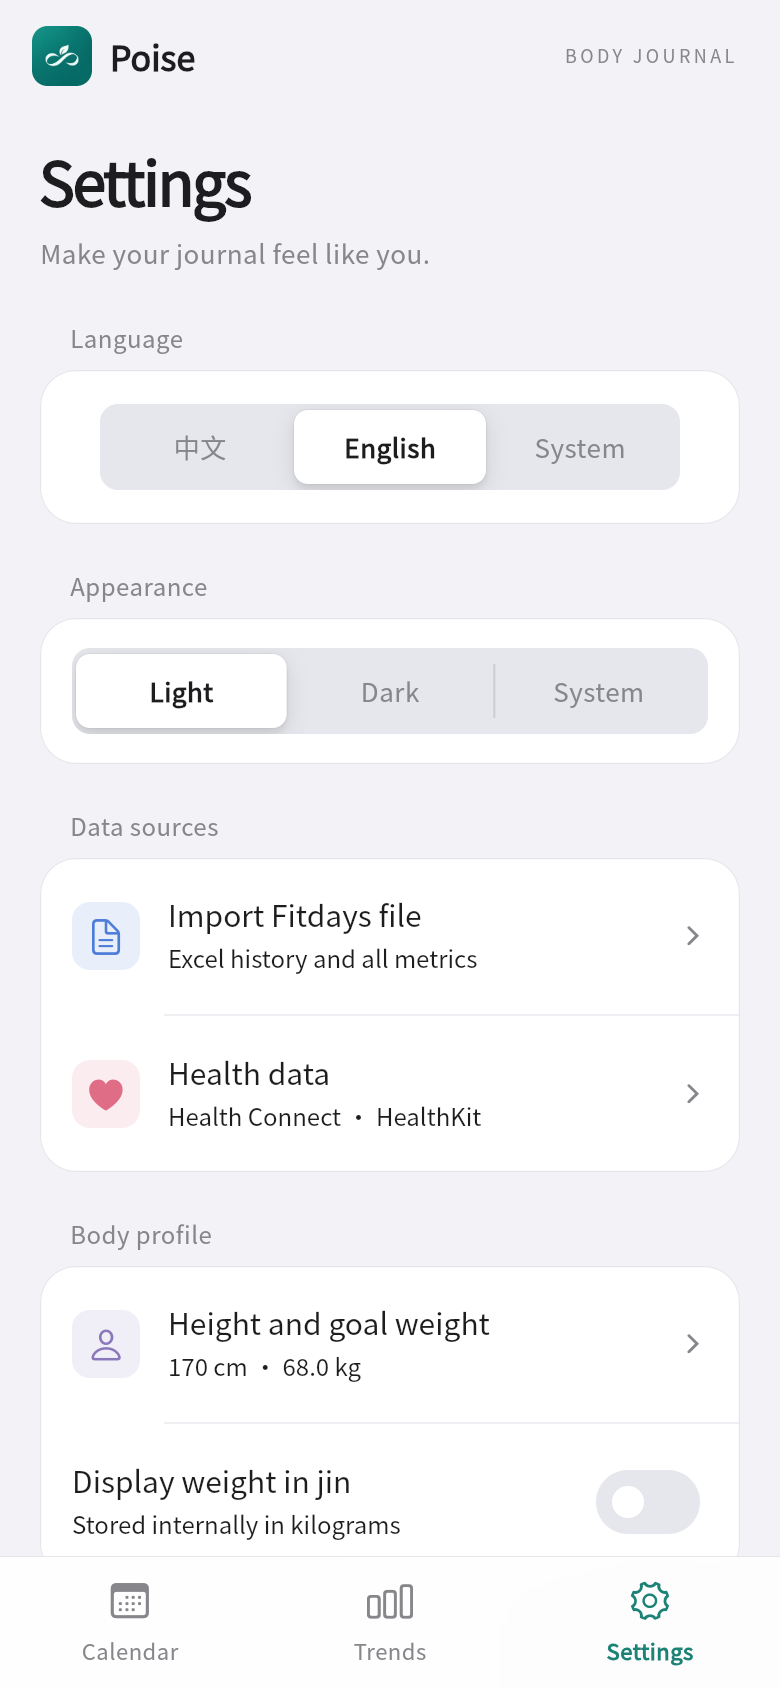 Poise
BODY JOURNAL
Settings
Make your journal feel like you.
Language
中文
English
System
Appearance
Light
Dark
System
Data sources
Import Fitdays file
Excel history and all metrics
Health data
Health Connect · HealthKit
Body profile
Height and goal weight
170 cm · 68.0 kg
Display weight in jin
Stored internally in kilograms
Calendar
Trends
Settings